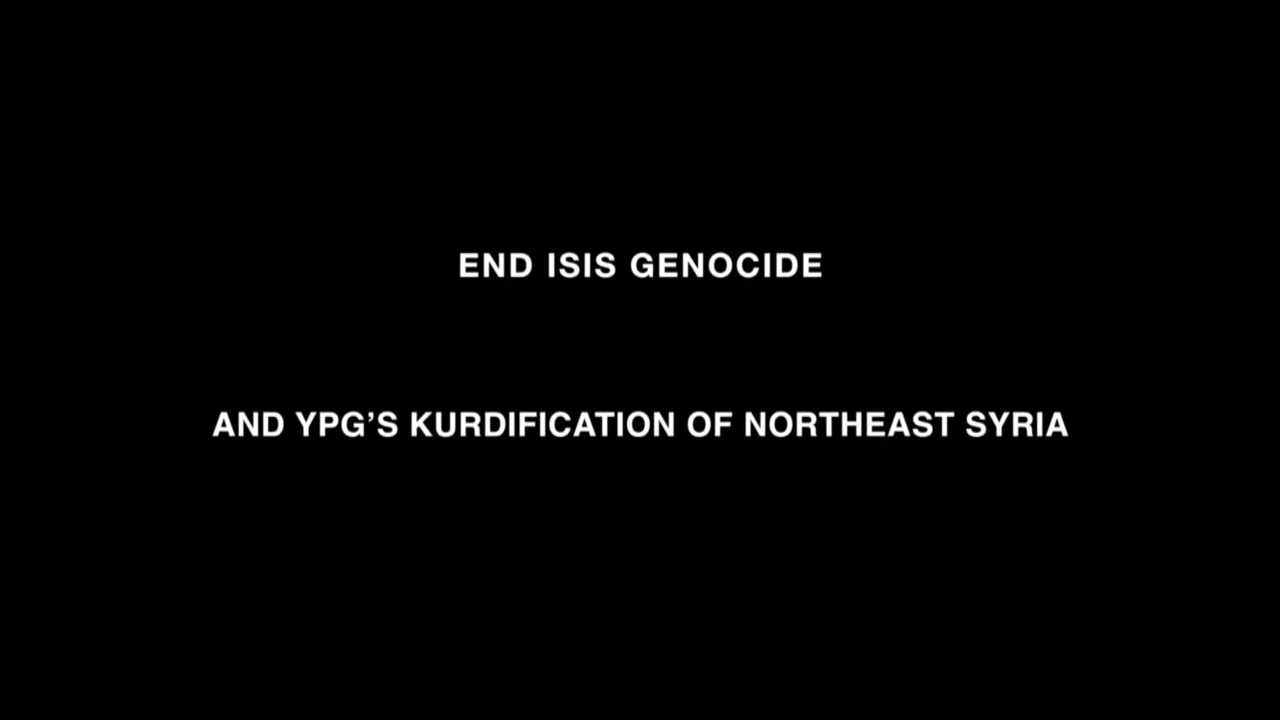 END ISIS GENOCIDE
AND YPG’S KURDIFICATION OF NORTHEAST SYRIA